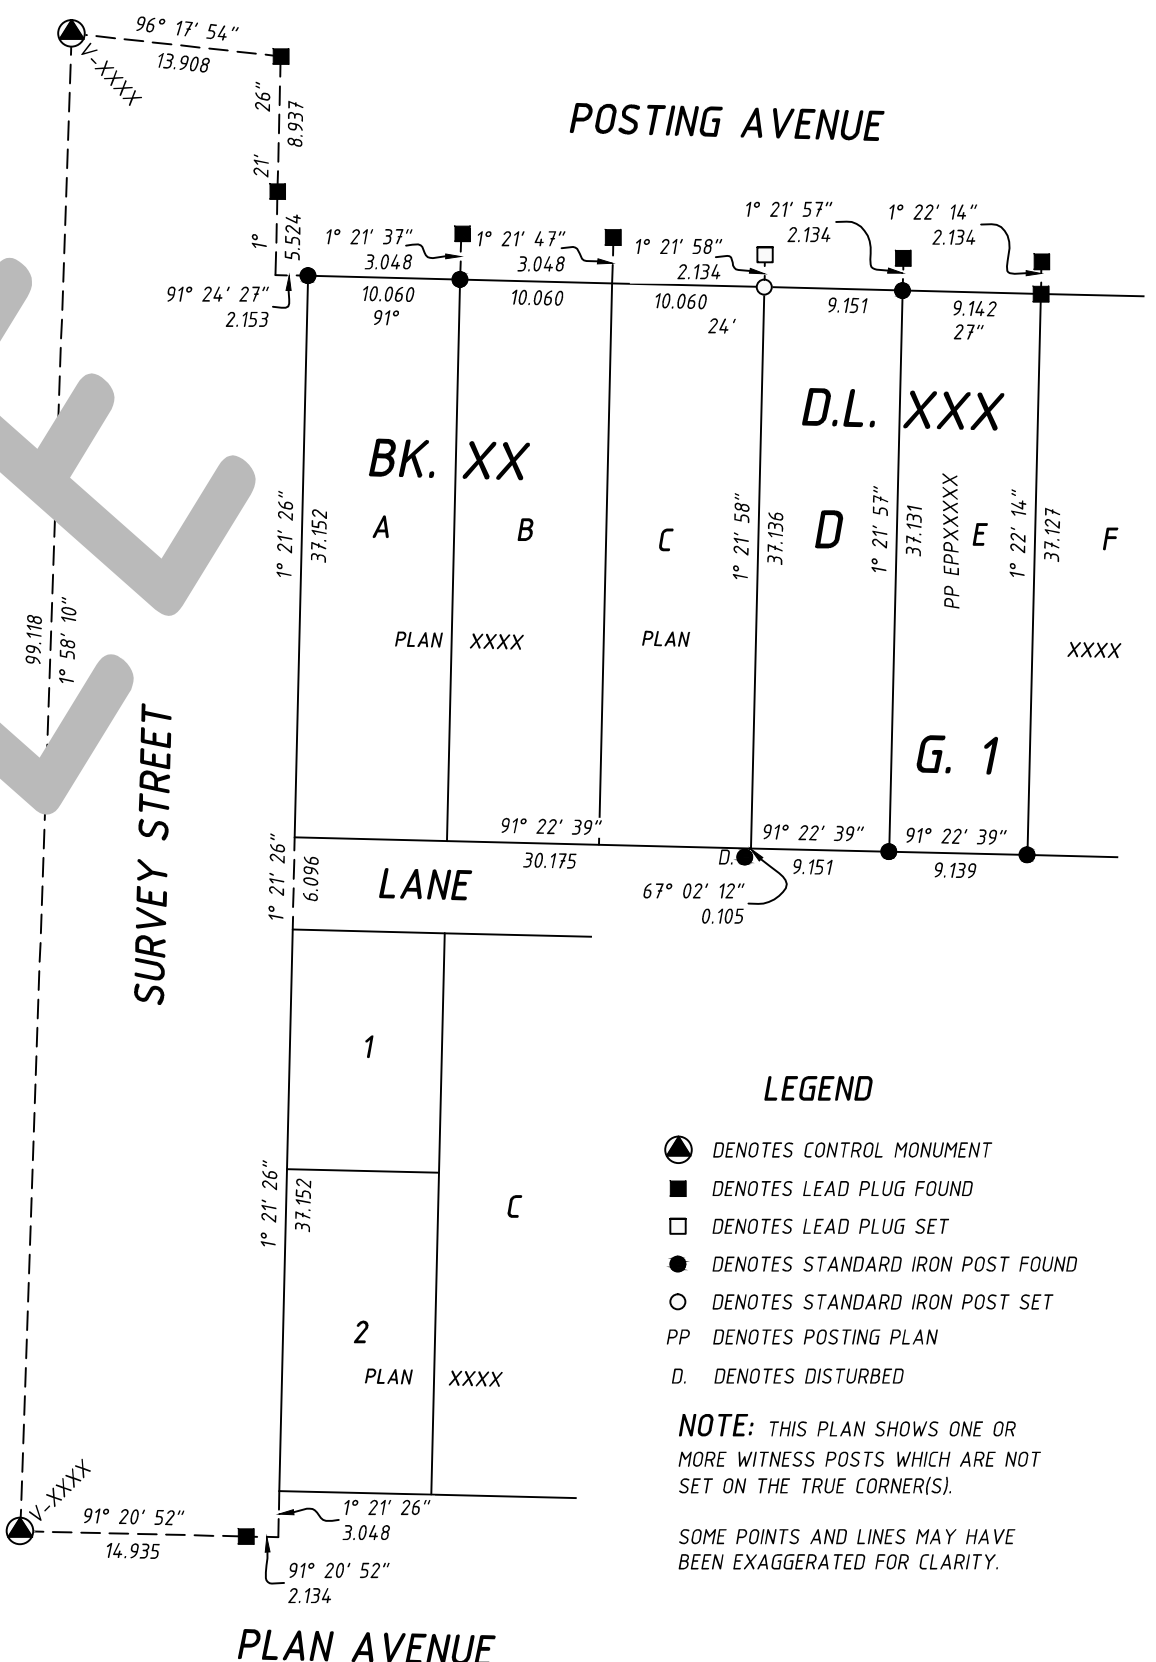 96° 17' 54"
13.908
V-XXXX
1° 21' 26"
8.937
5.524
POSTING AVENUE
1° 21' 37"
3.048
1° 21' 47"
3.048
1° 21' 58"
2.134
1° 21' 57"
2.134
1° 22' 14"
2.134
91° 24' 27"
2.153
10.060
10.060
10.060
9.151
9.142
91° 24' 27"
D.L. XXX
BK. XX
1° 21' 26"
37.152
A
B
C
1° 21' 58"
37.136
D
1° 21' 57"
37.131
PP EPPXXXXX
E
1° 22' 14"
37.127
F
99.118
1° 58' 10"
PLAN XXXX
PLAN
XXXX
SURVEY STREET
G. 1
91° 22' 39"
30.175
91° 22' 39"
9.151
91° 22' 39"
9.139
1° 21' 26"
6.096
LANE
D.
67° 02' 12"
0.105
1
1° 21' 26"
37.152
C
2
PLAN XXXX
V-XXXX
91° 20' 52"
14.935
1° 21' 26"
3.048
91° 20' 52"
2.134
PLAN AVENUE
LEGEND
DENOTES CONTROL MONUMENT
DENOTES LEAD PLUG FOUND
DENOTES LEAD PLUG SET
DENOTES STANDARD IRON POST FOUND
DENOTES STANDARD IRON POST SET
PP DENOTES POSTING PLAN
D. DENOTES DISTURBED
NOTE: THIS PLAN SHOWS ONE OR
MORE WITNESS POSTS WHICH ARE NOT
SET ON THE TRUE CORNER(S).
SOME POINTS AND LINES MAY HAVE
BEEN EXAGGERATED FOR CLARITY.